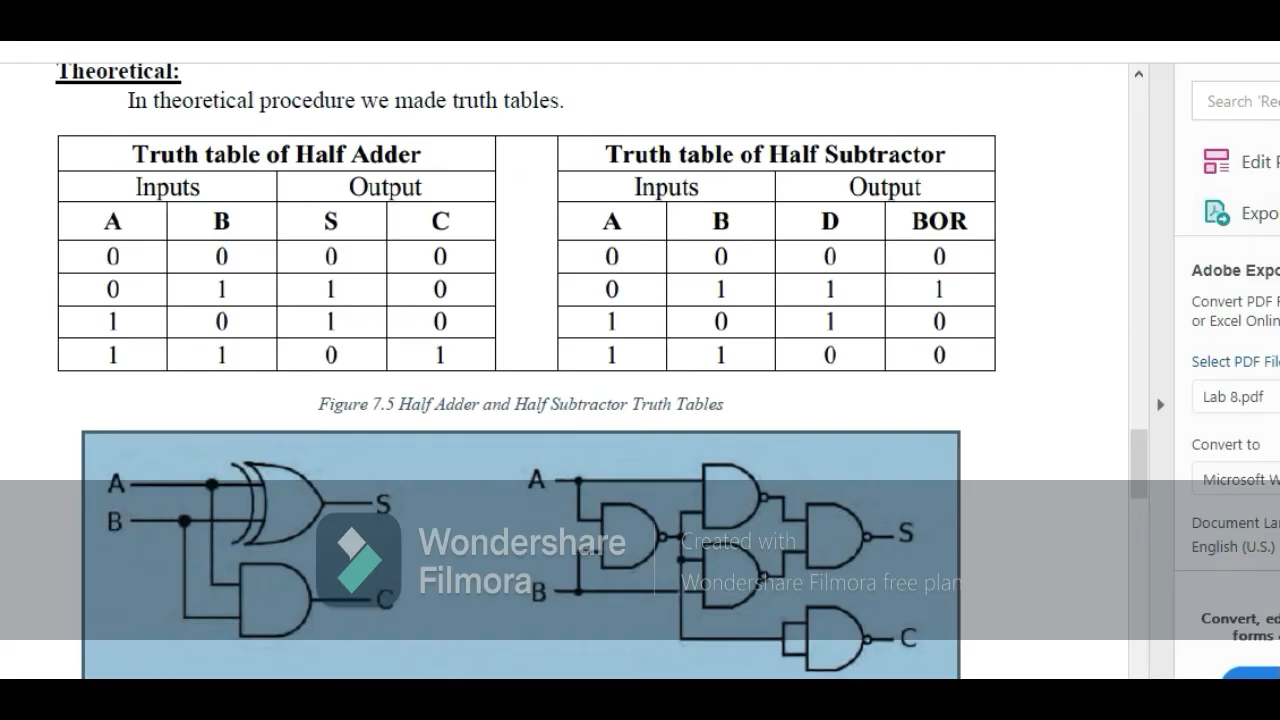 Theoretical:
In theoretical procedure we made truth tables.
Truth table of Half Adder
Inputs Output
A B S C
0 0 0 0
0 1 1 0
1 0 1 0
1 1 0 1
Truth table of Half Subtractor
Inputs Output
A B D BOR
0 0 0 0
0 1 1 1
1 0 1 0
1 1 0 0
Figure 7.5 Half Adder and Half Subtractor Truth Tables
A
B
S
C
A
B
S
C
Wondershare
Filmora
Created with
Wondershare Filmora free plan
Search 'Rec
Edit P
Expo
Adobe Expo
Convert PDF F
or Excel Onlin
Select PDF File
Lab 8.pdf
Convert to
Microsoft W
Document La
English (U.S.)
Convert, ed
forms